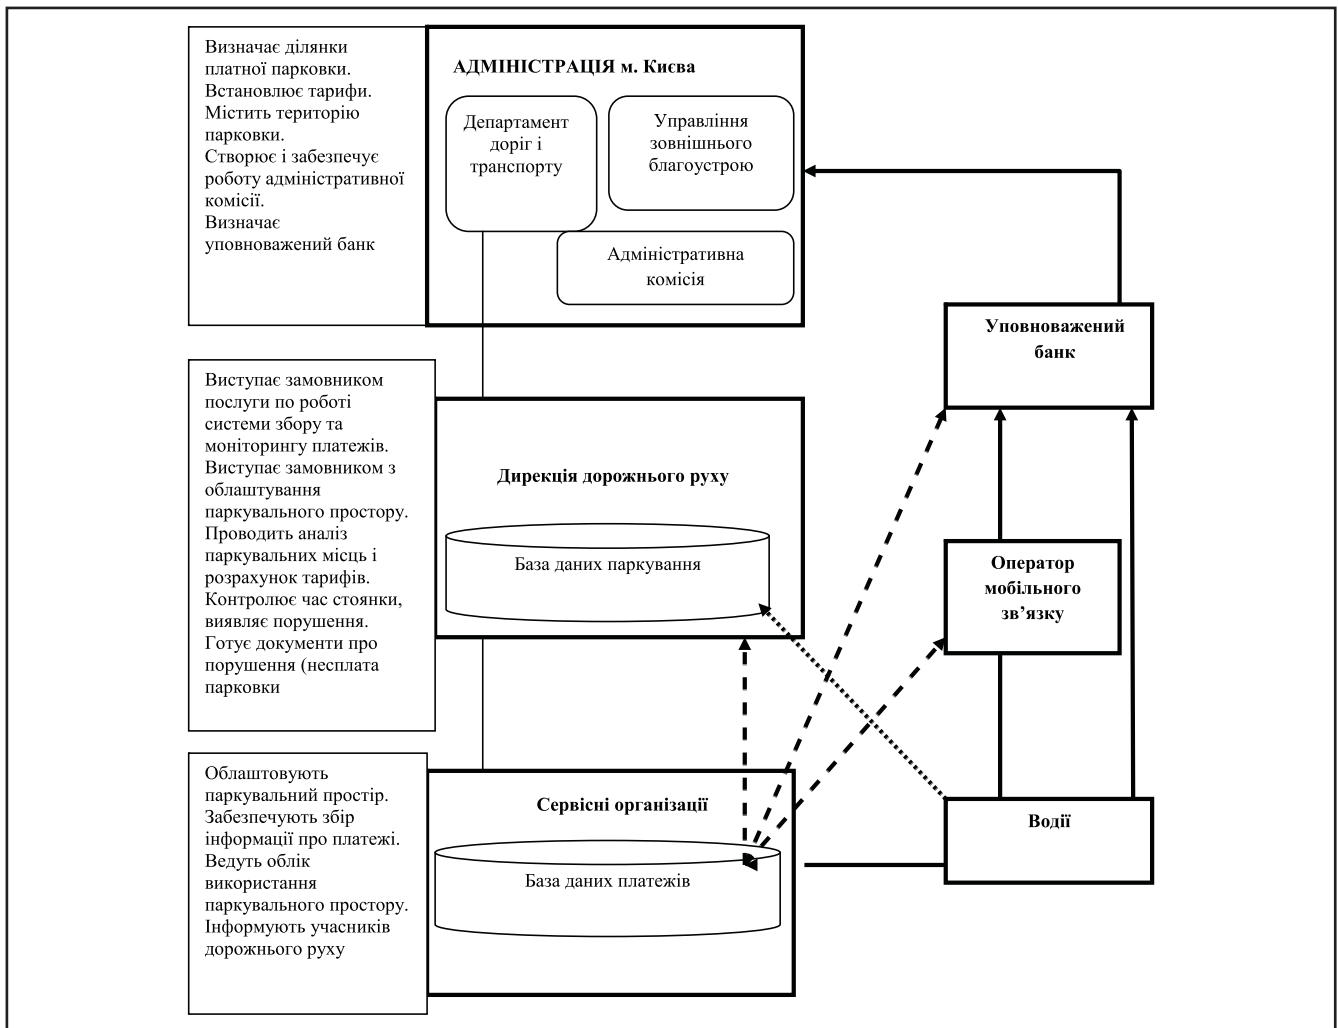 Визначає ділянки
платної парковки.
Встановлює тарифи.
Містить територію
парковки.
Створює і забезпечує
роботу адміністративної
комісії.
Визначає
уповноважений банк
АДМІНІСТРАЦІЯ м. Києва
Департамент
доріг і
транспорту
Управління
зовнішнього
благоустрою
Адміністративна
комісія
Уповноважений
банк
Виступає замовником
послуги по роботі
системи збору та
моніторингу платежів.
Виступає замовником з
облаштування
паркувального простору.
Проводить аналіз
паркувальних місць і
розрахунок тарифів.
Контролює час стоянки,
виявляє порушення.
Готує документи про
порушення (несплата
парковки
Дирекція дорожнього руху
База даних паркування
Оператор
мобільного
зв’язку
Облаштовують
паркувальний простір.
Забезпечують збір
інформації про платежі.
Ведуть облік
використання
паркувального простору.
Інформують учасників
дорожнього руху
Сервісні організації
База даних платежів
Водії